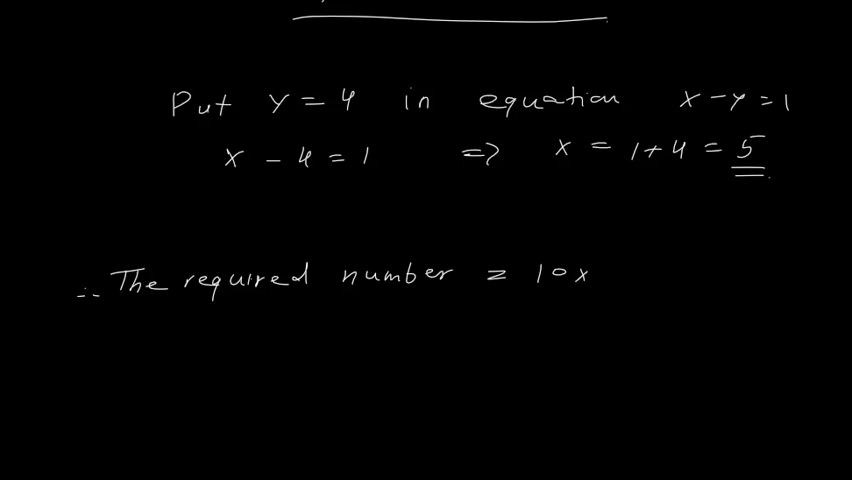 Put y = 4 in equation x - y = 1
x - 4 = 1 => x = 1 + 4 = 5
∴ The required number = 10x